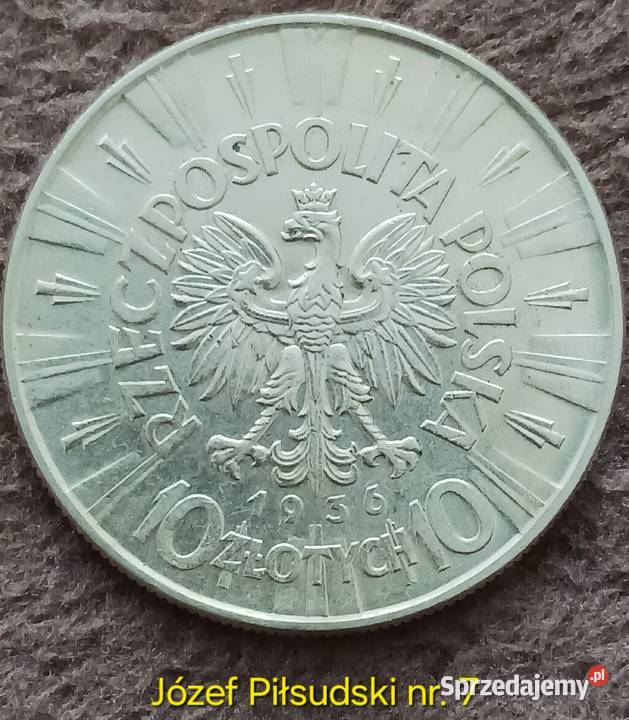 RZECZPOSPOLITA POLSKA
1936
10 ZŁOTYCH 10
Józef Piłsudski nr. 7
Sprzedajemy.pl